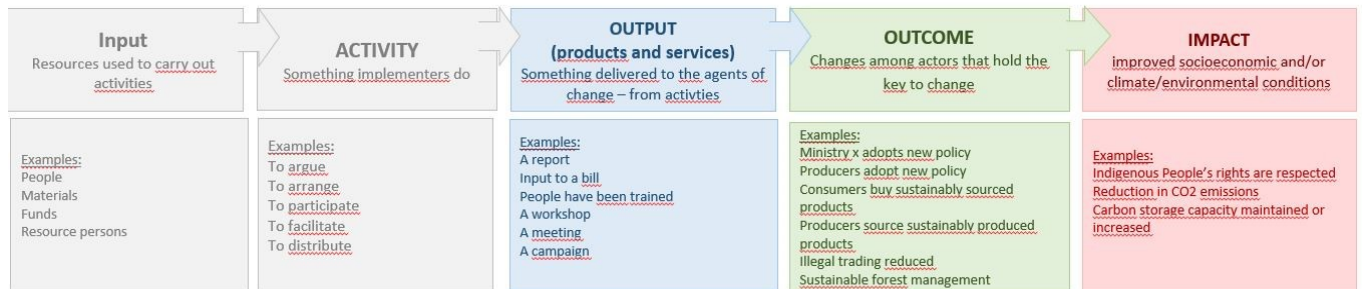 Input
Resources used to carry out
activities
ACTIVITY
Something implementers do
OUTPUT
(products and services)
Something delivered to the agents of
change – from activties
OUTCOME
Changes among actors that hold the
key to change
IMPACT
improved socioeconomic and/or
climate/environmental conditions
Examples:
People
Materials
Funds
Resource persons
Examples:
To argue
To arrange
To participate
To facilitate
To distribute
Examples:
A report
Input to a bill
People have been trained
A workshop
A meeting
A campaign
Examples:
Ministry x adopts new policy
Producers adopt new policy
Consumers buy sustainably sourced
products
Producers source sustainably produced
products
Illegal trading reduced
Sustainable forest management
Examples:
Indigenous People's rights are respected
Reduction in CO2 emissions
Carbon storage capacity maintained or
increased